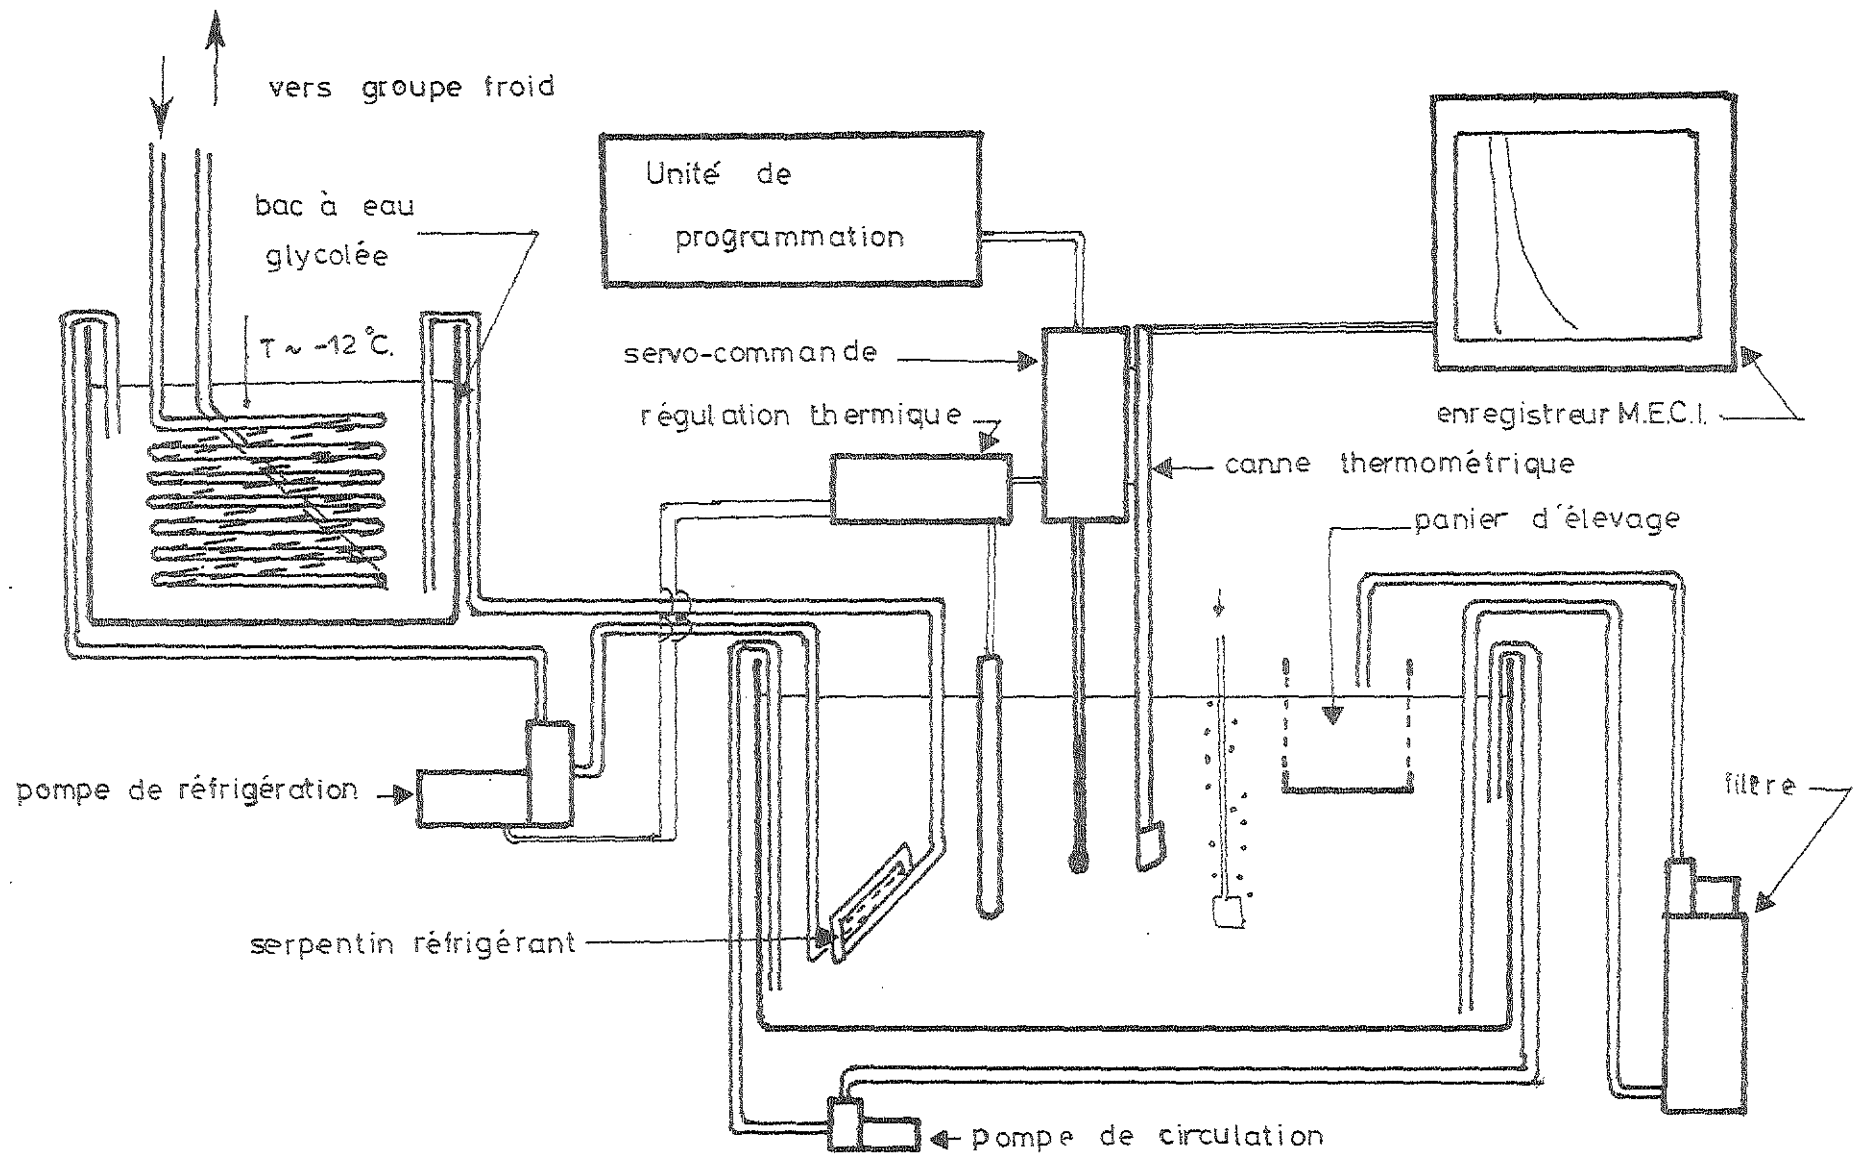 vers groupe froid
Unité de
programmation
bac à eau
glycolée
T ~ -12°C.
servo-commande
régulation thermique
enregistreur M.E.C.I.
canne thermométrique
panier d'élevage
pompe de réfrigération
filtre
serpentin réfrigérant
pompe de circulation